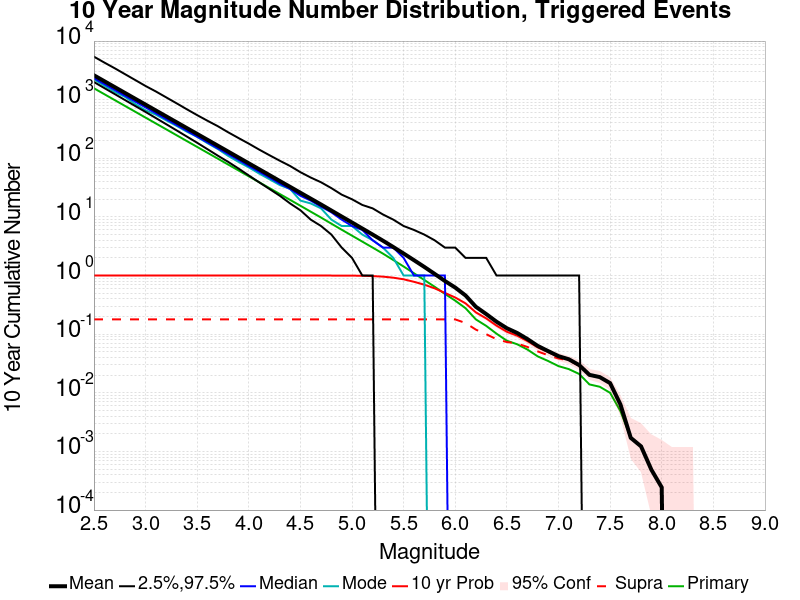 10 Year Magnitude Number Distribution, Triggered Events
10 Year Cumulative Number
10^4
10^3
10^2
10^1
10^0
10^-1
10^-2
10^-3
10^-4
2.5 3.0 3.5 4.0 4.5 5.0 5.5 6.0 6.5 7.0 7.5 8.0 8.5 9.0
Magnitude
Mean 2.5%,97.5% Median Mode 10 yr Prob 95% Conf Supra Primary